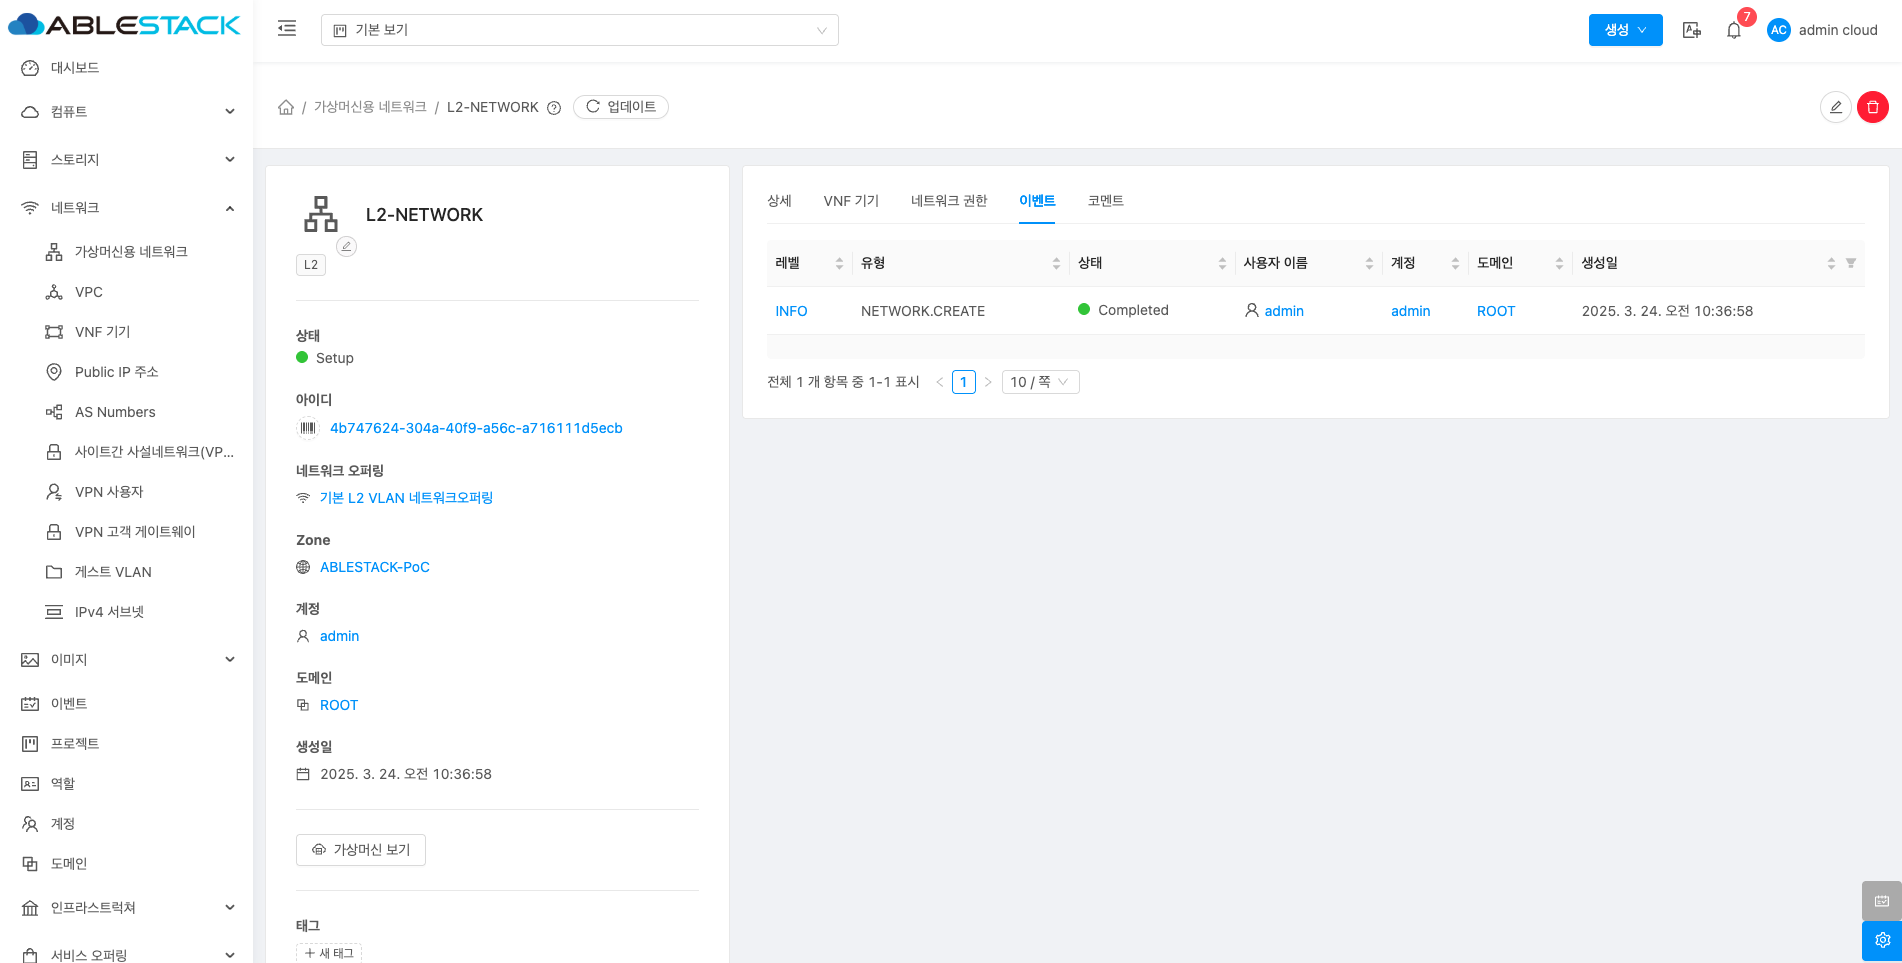 ABLESTACK
기본 보기
생성
7
AC
admin cloud
대시보드
컴퓨트
스토리지
네트워크
가상머신용 네트워크
VPC
VNF 기기
Public IP 주소
AS Numbers
사이트간 사설네트워크(VP...
VPN 사용자
VPN 고객 게이트웨이
게스트 VLAN
IPv4 서브넷
이미지
이벤트
프로젝트
역할
계정
도메인
인프라스트럭쳐
서비스 오퍼링
/ 가상머신용 네트워크 / L2-NETWORK 업데이트
L2-NETWORK
L2
상태
Setup
아이디
4b747624-304a-40f9-a56c-a716111d5ecb
네트워크 오퍼링
기본 L2 VLAN 네트워크오퍼링
Zone
ABLESTACK-PoC
계정
admin
도메인
ROOT
생성일
2025. 3. 24. 오전 10:36:58
가상머신 보기
태그
새 태그
상세 VNF 기기 네트워크 권한 이벤트 코멘트
레벨 유형 상태 사용자 이름 계정 도메인 생성일
INFO NETWORK.CREATE Completed admin admin ROOT 2025. 3. 24. 오전 10:36:58
전체 1 개 항목 중 1-1 표시 < 1 > 10 / 쪽